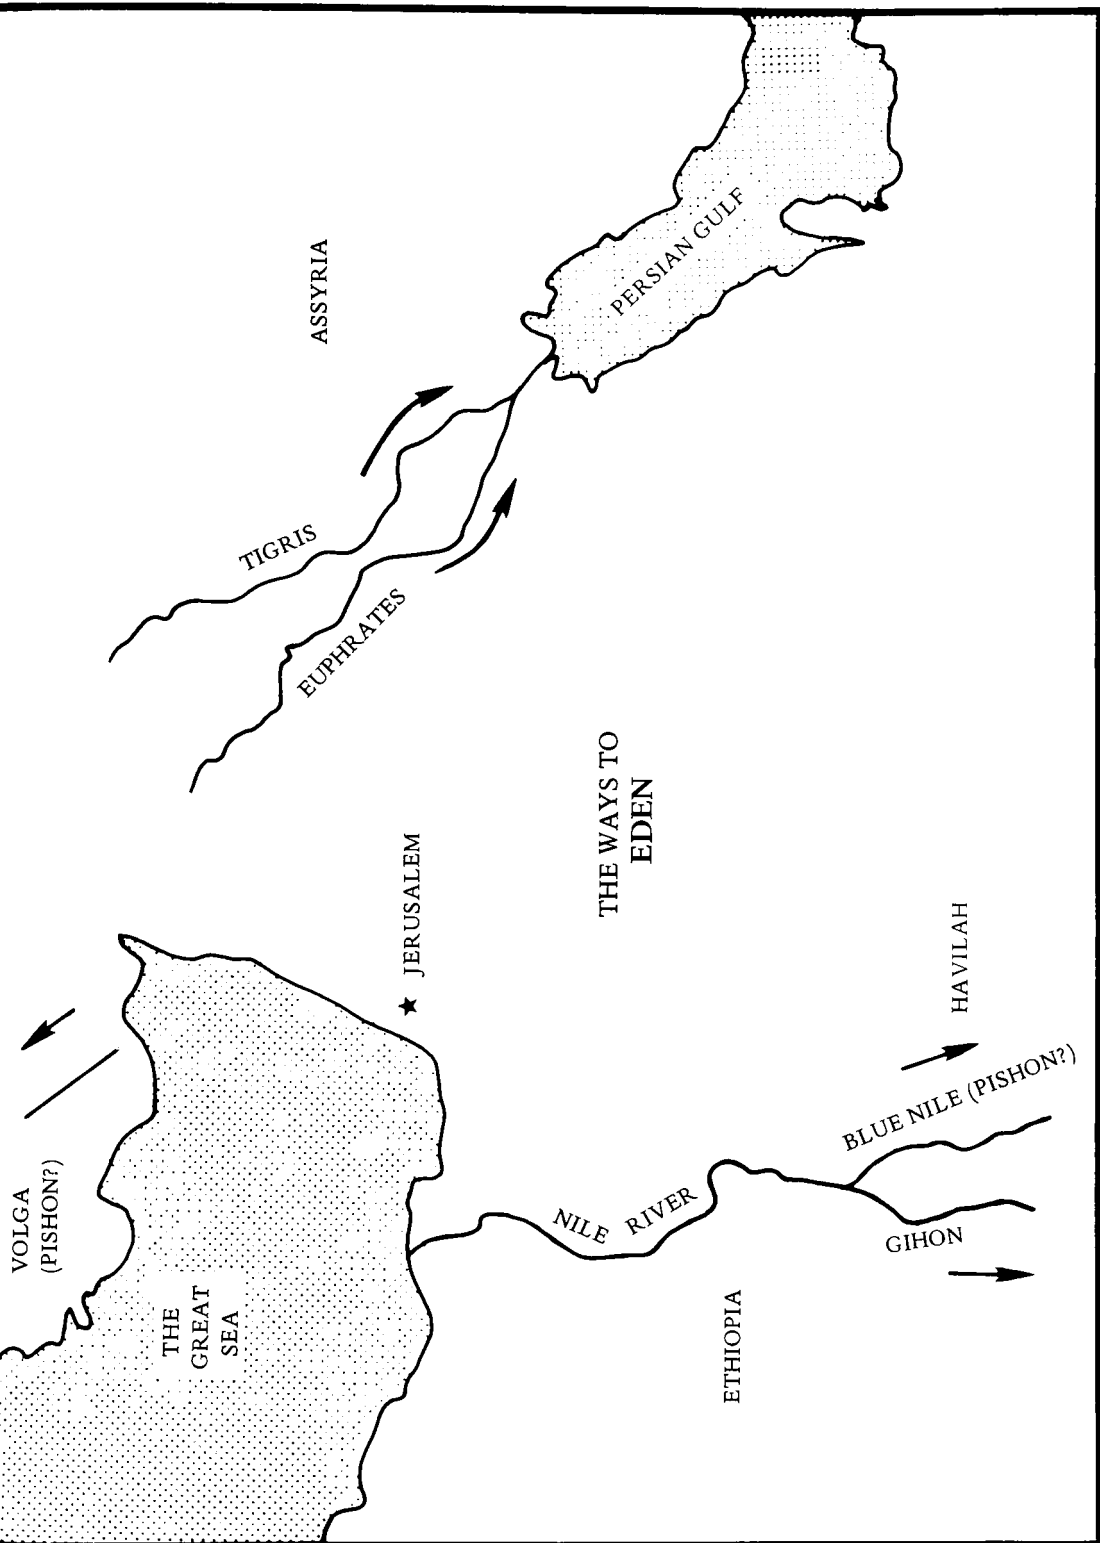 VOLGA
(PISHON?)
THE
GREAT
SEA
★ JERUSALEM
EUPHRATES
TIGRIS
ASSYRIA
PERSIAN GULF
THE WAYS TO
EDEN
NILE RIVER
ETHIOPIA
GIHON
BLUE NILE (PISHON?)
HAVILAH